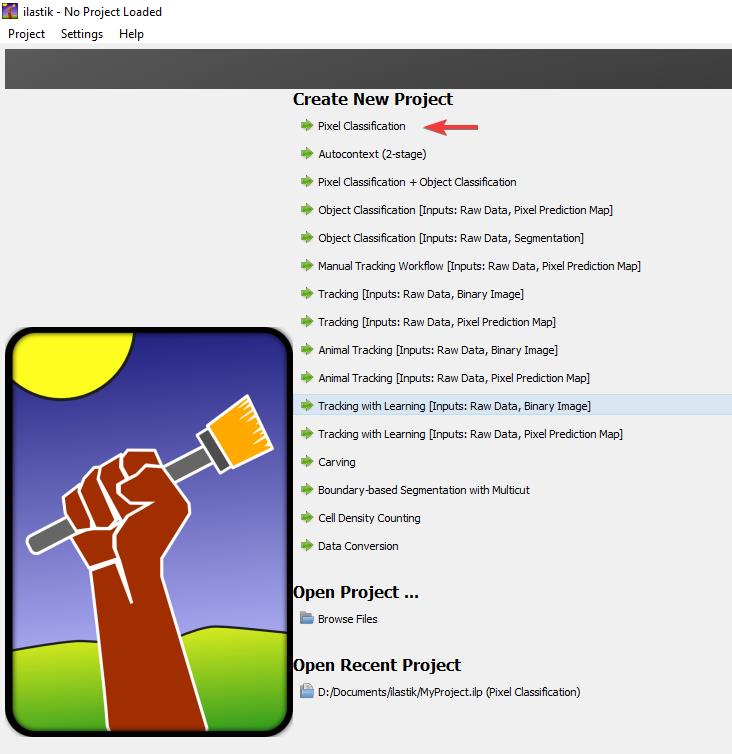 ilastik - No Project Loaded
Project Settings Help
Create New Project
Pixel Classification
Autocontext (2-stage)
Pixel Classification + Object Classification
Object Classification [Inputs: Raw Data, Pixel Prediction Map]
Object Classification [Inputs: Raw Data, Segmentation]
Manual Tracking Workflow [Inputs: Raw Data, Pixel Prediction Map]
Tracking [Inputs: Raw Data, Binary Image]
Tracking [Inputs: Raw Data, Pixel Prediction Map]
Animal Tracking [Inputs: Raw Data, Binary Image]
Animal Tracking [Inputs: Raw Data, Pixel Prediction Map]
Tracking with Learning [Inputs: Raw Data, Binary Image]
Tracking with Learning [Inputs: Raw Data, Pixel Prediction Map]
Carving
Boundary-based Segmentation with Multicut
Cell Density Counting
Data Conversion
Open Project ...
Browse Files
Open Recent Project
D:/Documents/ilastik/MyProject.ilp (Pixel Classification)